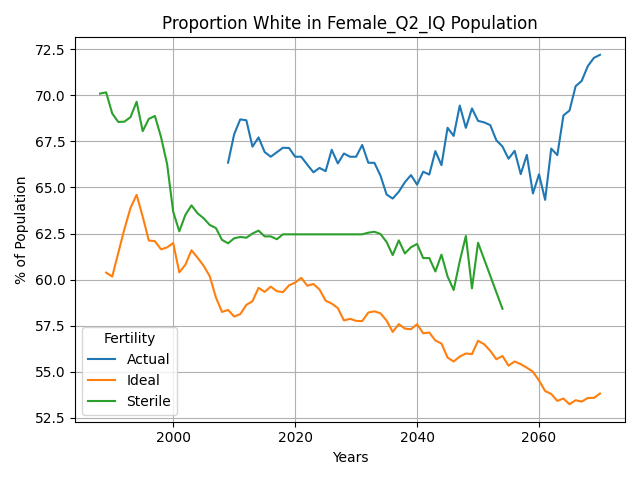 Proportion White in Female_Q2_IQ Population
% of Population
72.5
70.0
67.5
65.0
62.5
60.0
57.5
55.0
52.5
Fertility
Actual
Ideal
Sterile
2000
2020
2040
2060
Years